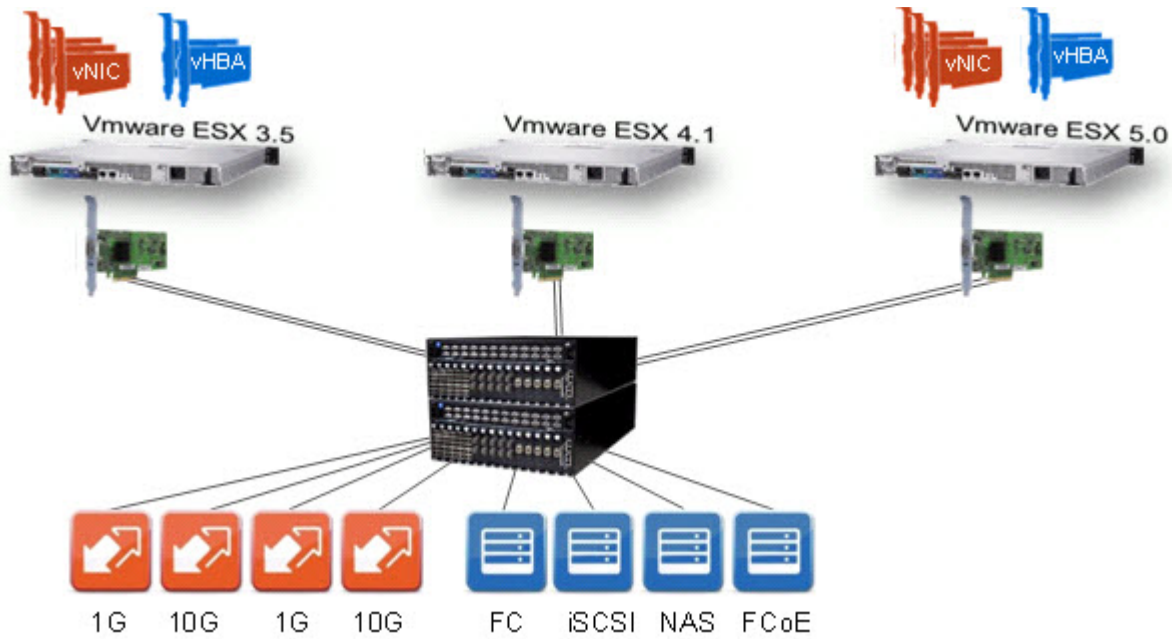 vNIC vHBA vNIC vHBA
Vmware ESX 3.5 Vmware ESX 4.1 Vmware ESX 5.0
1G 10G 1G 10G FC iSCSI NAS FCoE